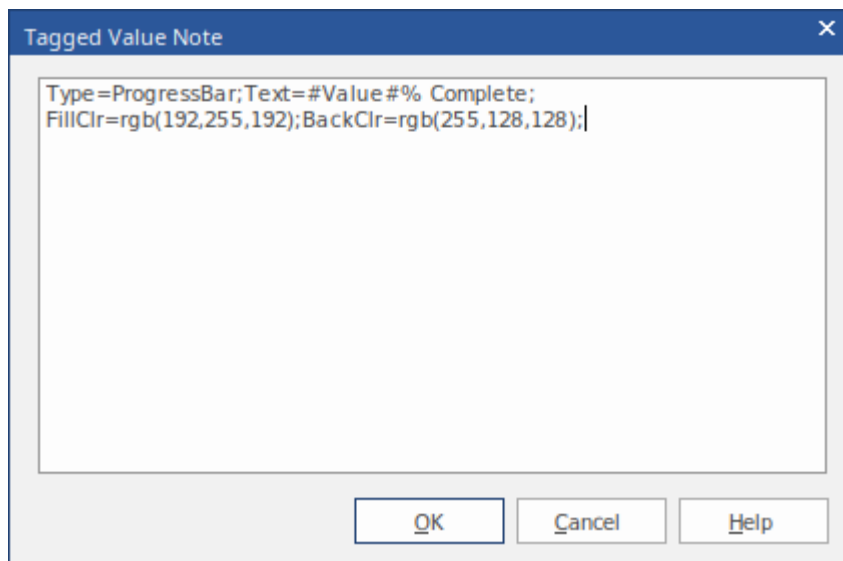 Tagged Value Note
Type=ProgressBar;Text=#Value#% Complete;
FillClr=rgb(192,255,192);BackClr=rgb(255,128,128);
OK Cancel Help